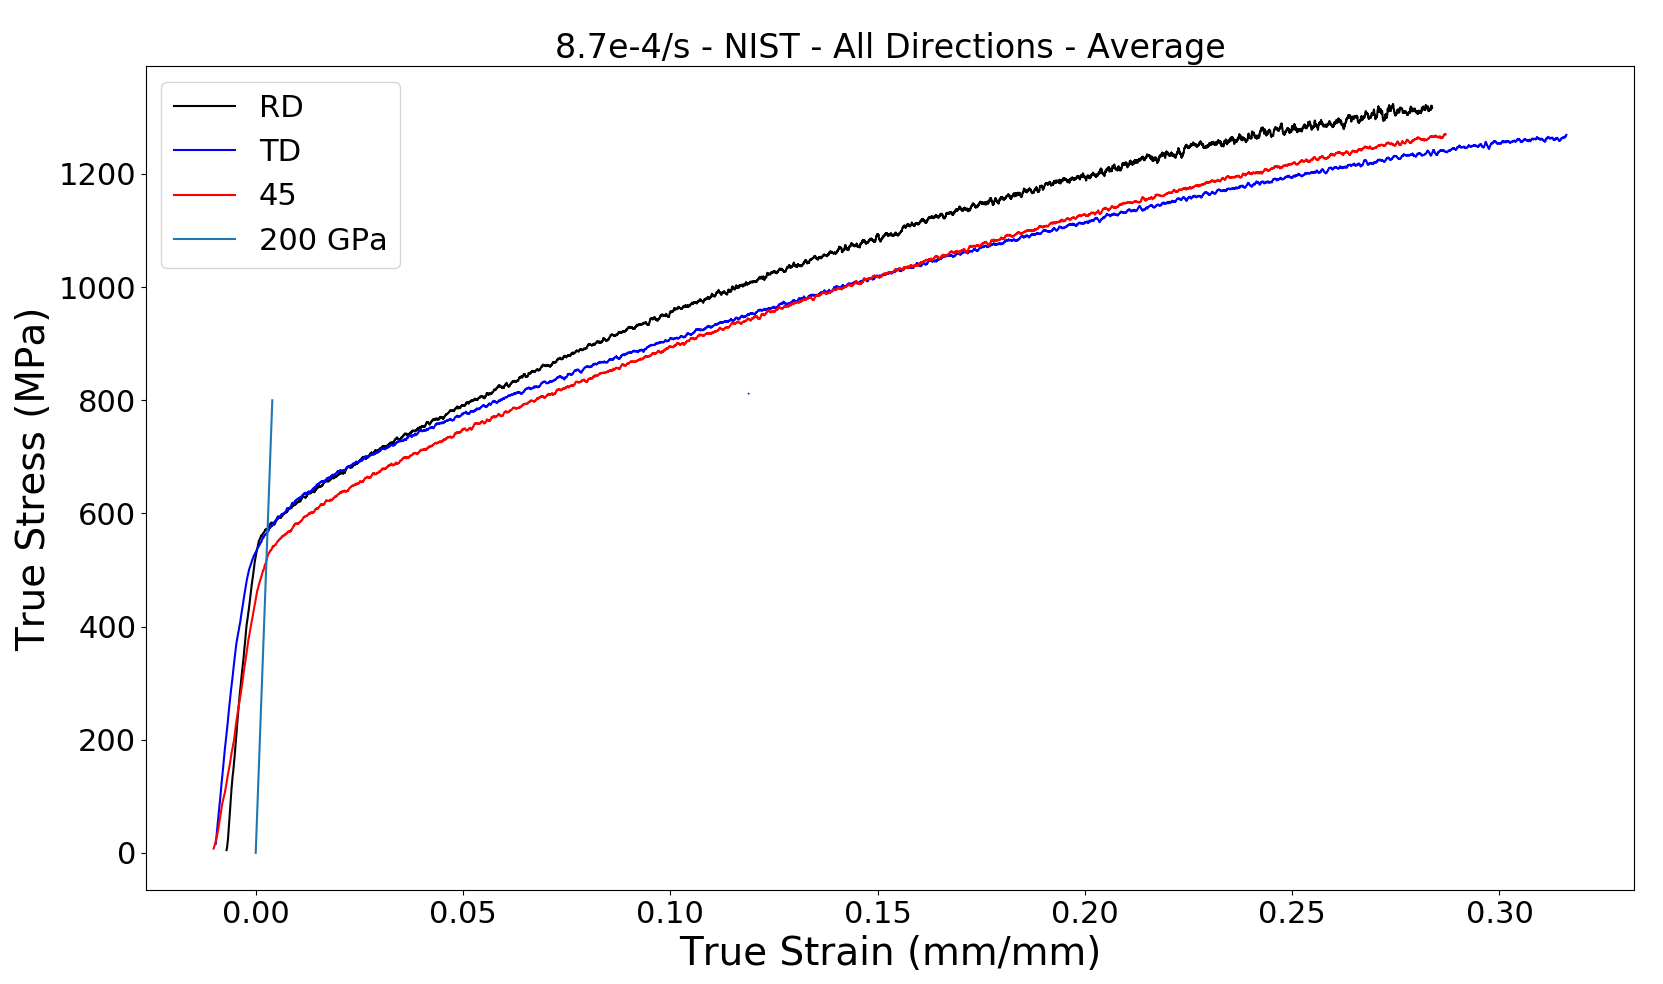 8.7e-4/s - NIST - All Directions - Average
RD
TD
45
200 GPa
True Stress (MPa)
1200
1000
800
600
400
200
0
0.00 0.05 0.10 0.15 0.20 0.25 0.30
True Strain (mm/mm)